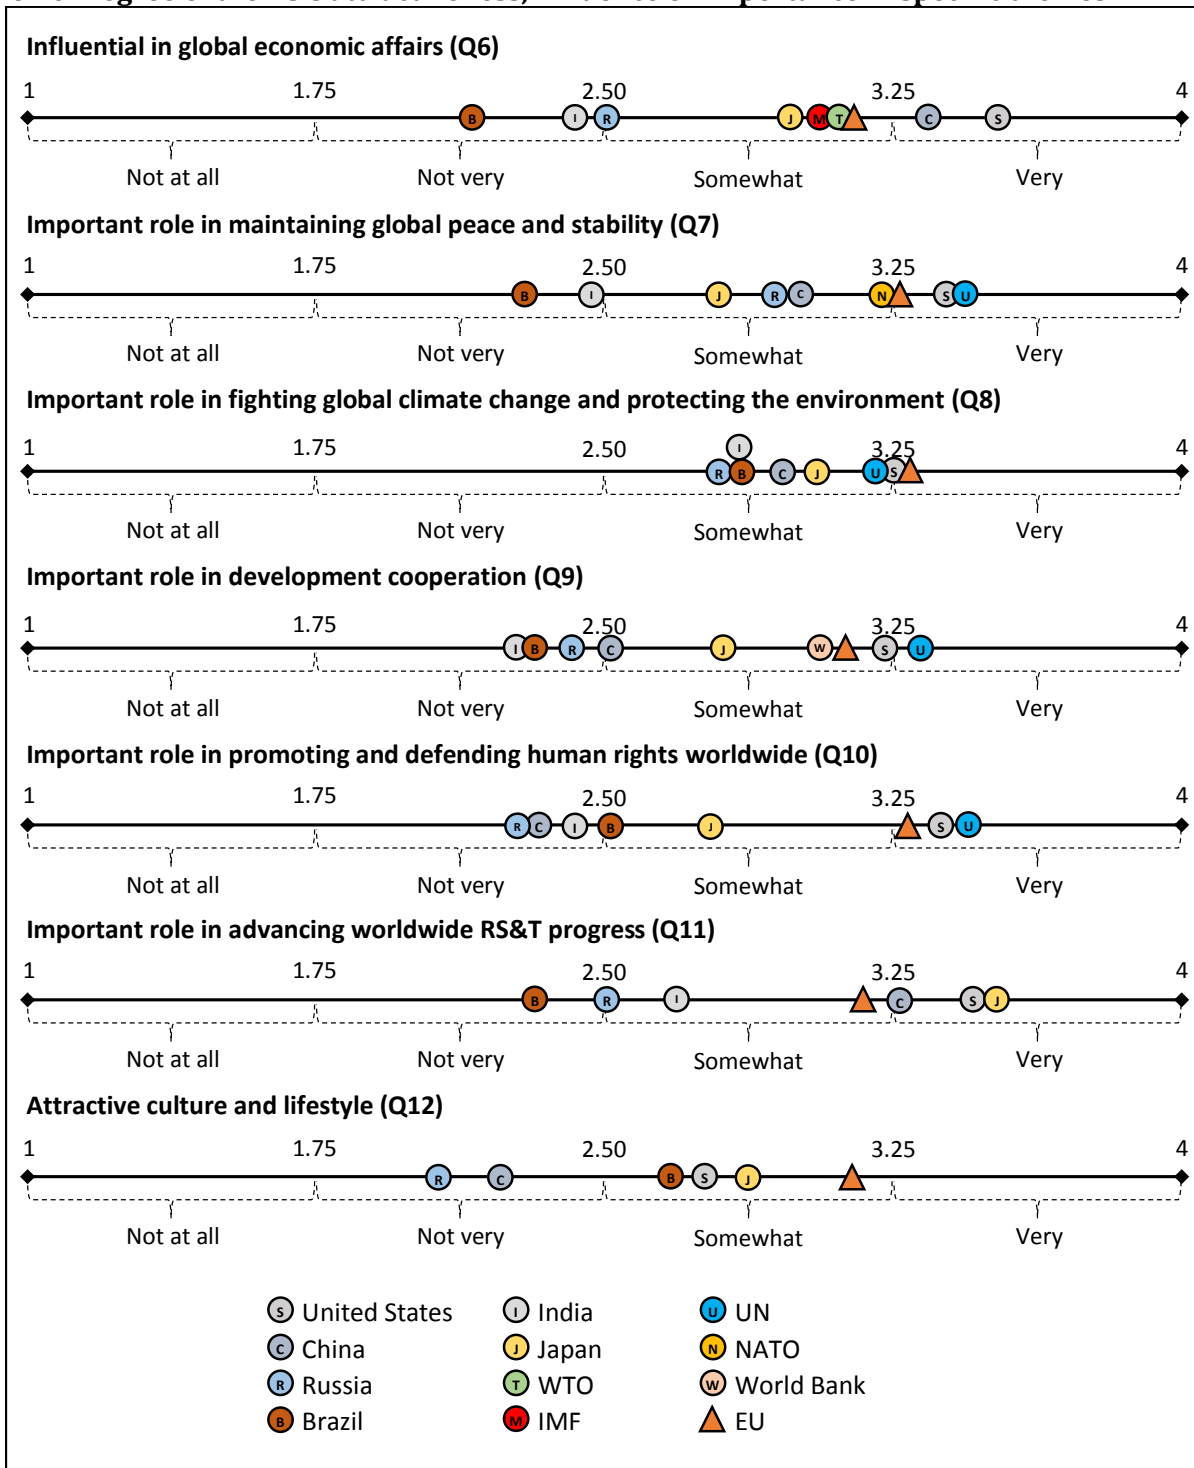 Influential in global economic affairs (Q6)
1 1.75 2.50 3.25 4
B I R J M T C S
Not at all Not very Somewhat Very
Important role in maintaining global peace and stability (Q7)
1 1.75 2.50 3.25 4
B I J R C N S U
Not at all Not very Somewhat Very
Important role in fighting global climate change and protecting the environment (Q8)
1 1.75 2.50 3.25 4
I
R B C J U S
Not at all Not very Somewhat Very
Important role in development cooperation (Q9)
1 1.75 2.50 3.25 4
I B R C J W S U
Not at all Not very Somewhat Very
Important role in promoting and defending human rights worldwide (Q10)
1 1.75 2.50 3.25 4
R C I B J S U
Not at all Not very Somewhat Very
Important role in advancing worldwide RS&T progress (Q11)
1 1.75 2.50 3.25 4
B R I C S J
Not at all Not very Somewhat Very
Attractive culture and lifestyle (Q12)
1 1.75 2.50 3.25 4
R C B S J
Not at all Not very Somewhat Very
S United States I India U UN
C China J Japan N NATO
R Russia T WTO W World Bank
B Brazil M IMF EU